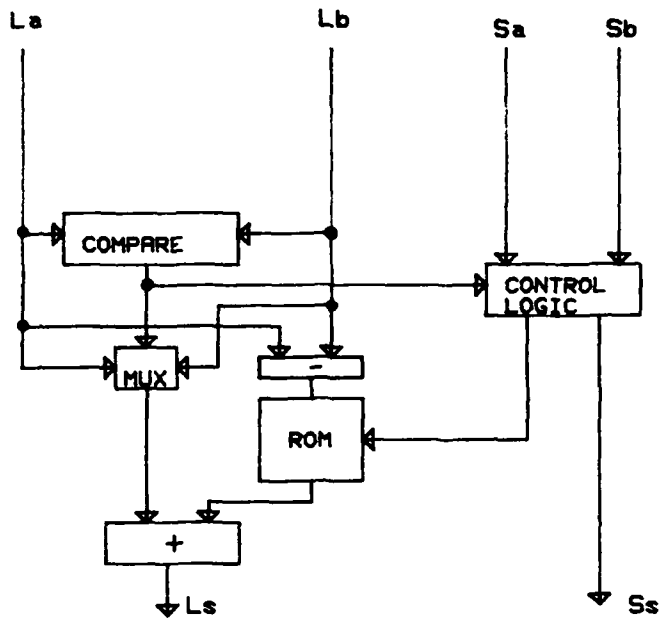 La Lb Sa Sb
COMPARE
CONTROL
LOGIC
MUX
-
ROM
+
Ls Ss